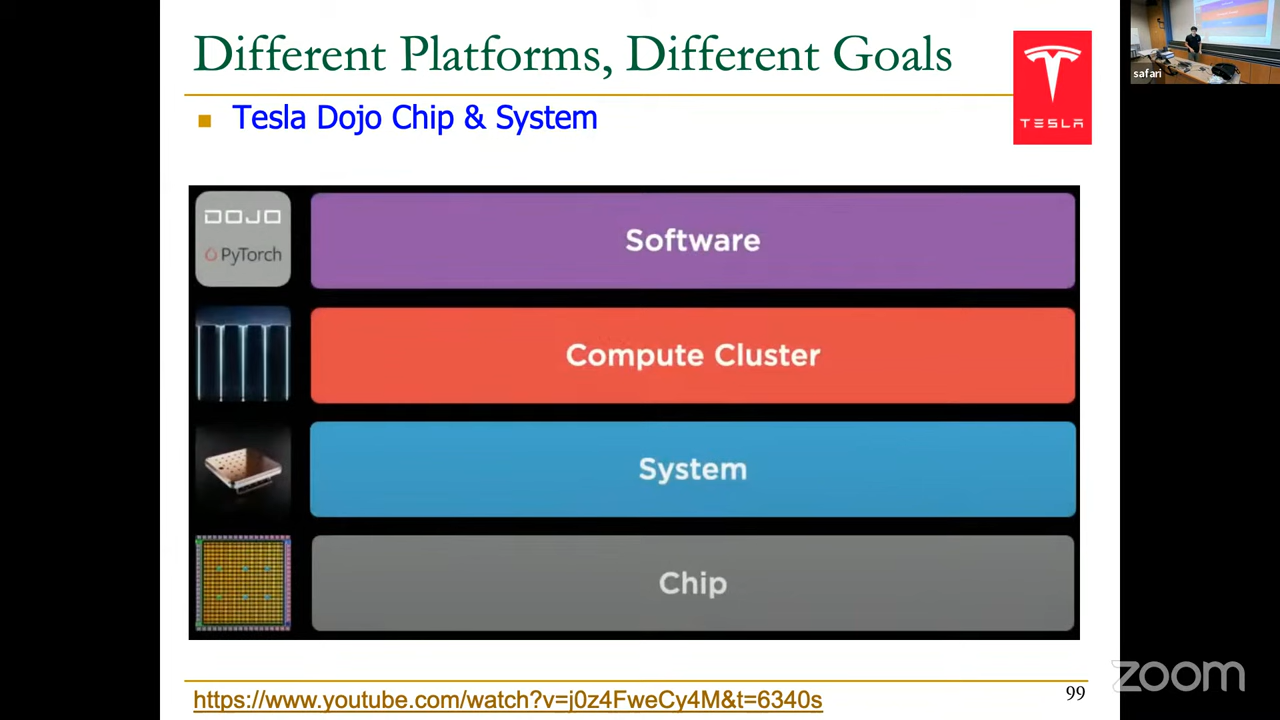 Different Platforms, Different Goals
TESLA
safari
Tesla Dojo Chip & System
DOJO
PyTorch
Software
Compute Cluster
System
Chip
https://www.youtube.com/watch?v=j0z4FweCy4M&t=6340s
99
zoom